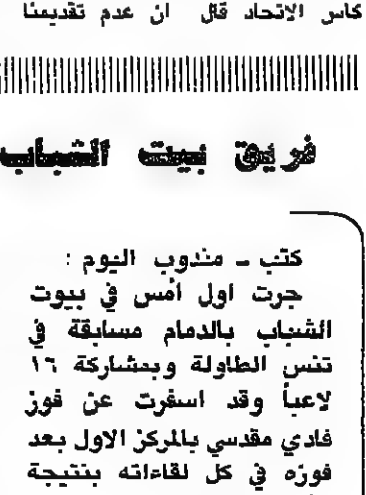 كأس الاتحاد قال ان عدم تقديمنا
فريق بيت الشباب
كتب - مندوب اليوم :
جرت اول أمس في بيوت
الشباب بالدمام مسابقة في
تنس الطاولة وبمشاركة ١٦
لاعباً وقد اسفرت عن فوز
فادي مقدسي بالمركز الاول بعد
فوزه في كل لقاءاته بنتيجة